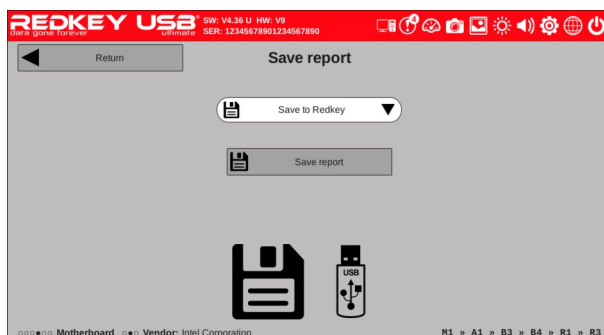 REDKEY USB®
data gone forever ultimate
SW: V4.36 U HW: V9
SER: 12345678901234567890
4
Return
Save report
Save to Redkey
Save report
USB
Motherboard Vendor: Intel Corporation
M1 » A1 » B3 » B4 » R1 » R3